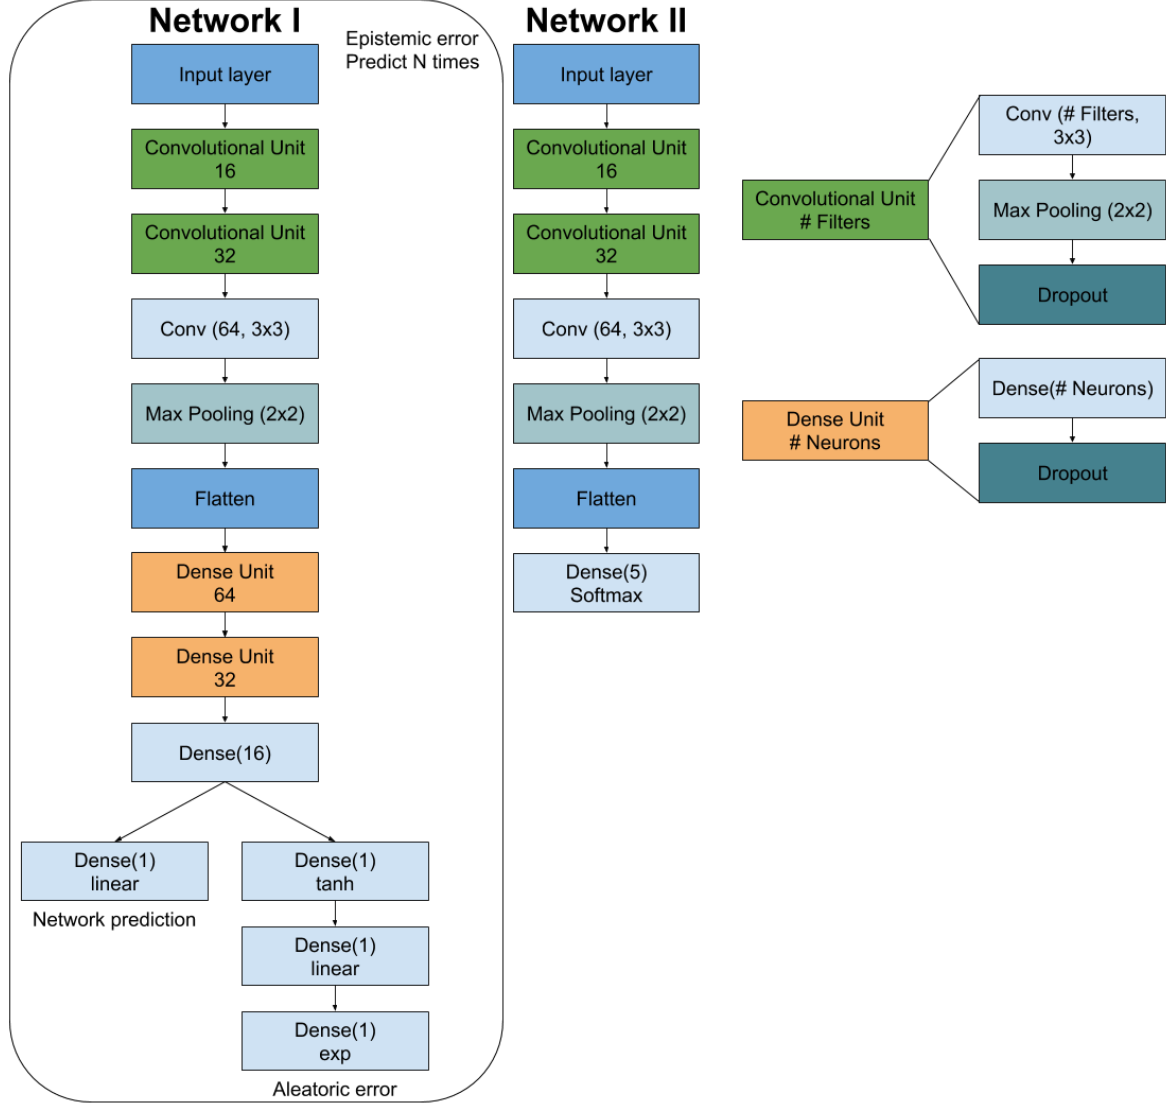 Network I
Epistemic error
Predict N times
Input layer
Convolutional Unit
16
Convolutional Unit
32
Conv (64, 3x3)
Max Pooling (2x2)
Flatten
Dense Unit
64
Dense Unit
32
Dense(16)
Dense(1)
linear
Network prediction
Dense(1)
tanh
Dense(1)
linear
Dense(1)
exp
Aleatoric error
Network II
Input layer
Convolutional Unit
16
Convolutional Unit
32
Conv (64, 3x3)
Max Pooling (2x2)
Flatten
Dense(5)
Softmax
Convolutional Unit
# Filters
Conv (# Filters,
3x3)
Max Pooling (2x2)
Dropout
Dense Unit
# Neurons
Dense(# Neurons)
Dropout